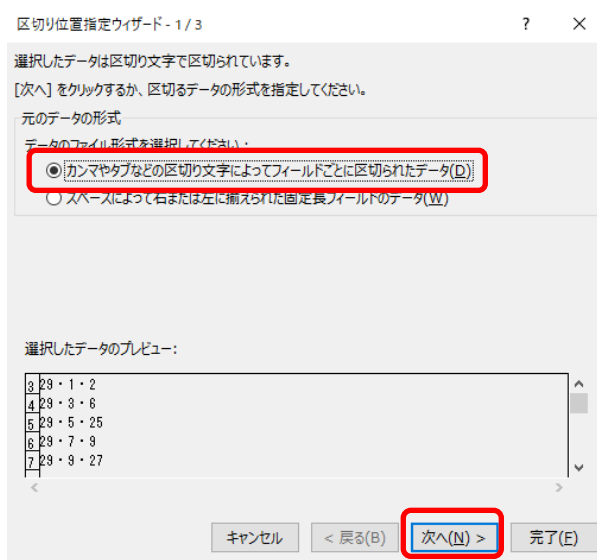 区切り位置指定ウィザード - 1 / 3 ? ×
選択したデータは区切り文字で区切られています。
[次へ] をクリックするか、区切るデータの形式を指定してください。
元のデータの形式
データのファイル形式を選択してください：
カンマやタブなどの区切り文字によってフィールドごとに区切られたデータ(D)
スペースによって右または左に揃えられた固定長フィールドのデータ(W)
選択したデータのプレビュー：
3 29・1・2
4 29・3・6
5 29・5・25
6 29・7・9
7 29・9・27
キャンセル < 戻る(B) 次へ(N) > 完了(F)